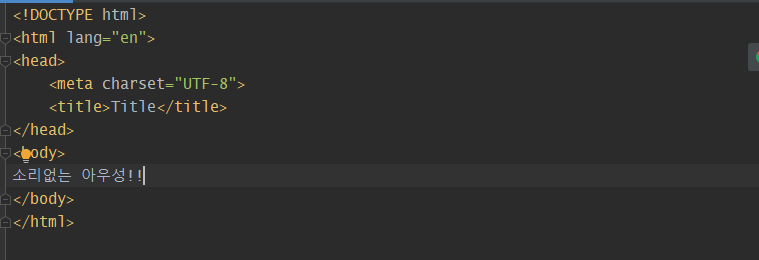 <!DOCTYPE html>
<html lang="en">
<head>
    <meta charset="UTF-8">
    <title>Title</title>
</head>
<body>
소리없는 아우성!!
</body>
</html>